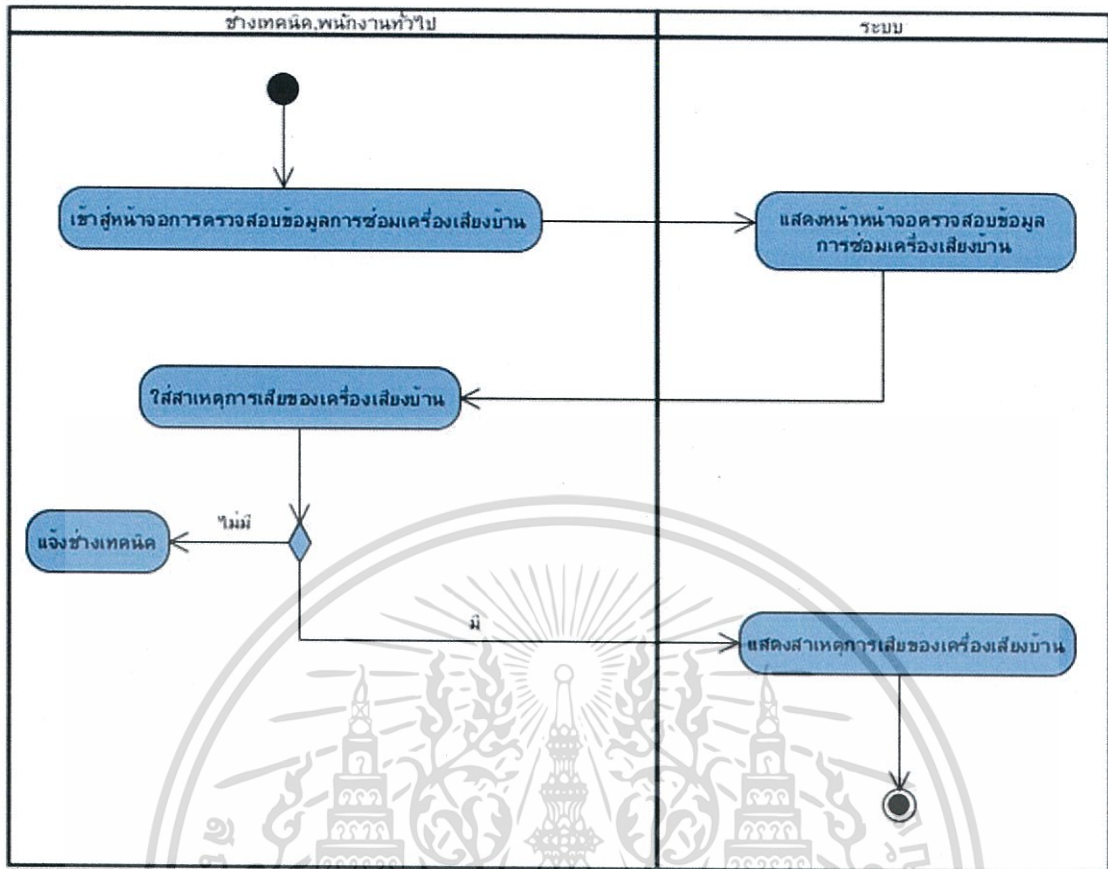 ช่างเทคนิค,พนักงานทั่วไป
ระบบ
เข้าสู่หน้าจอการตรวจสอบข้อมูลการซ่อมเครื่องเสียงบ้าน
แสดงหน้าหน้าจอตรวจสอบข้อมูล
การซ่อมเครื่องเสียงบ้าน
ใส่สาเหตุการเสียของเครื่องเสียงบ้าน
ไม่มี
แจ้งช่างเทคนิค
มี
แสดงสาเหตุการเสียของเครื่องเสียงบ้าน